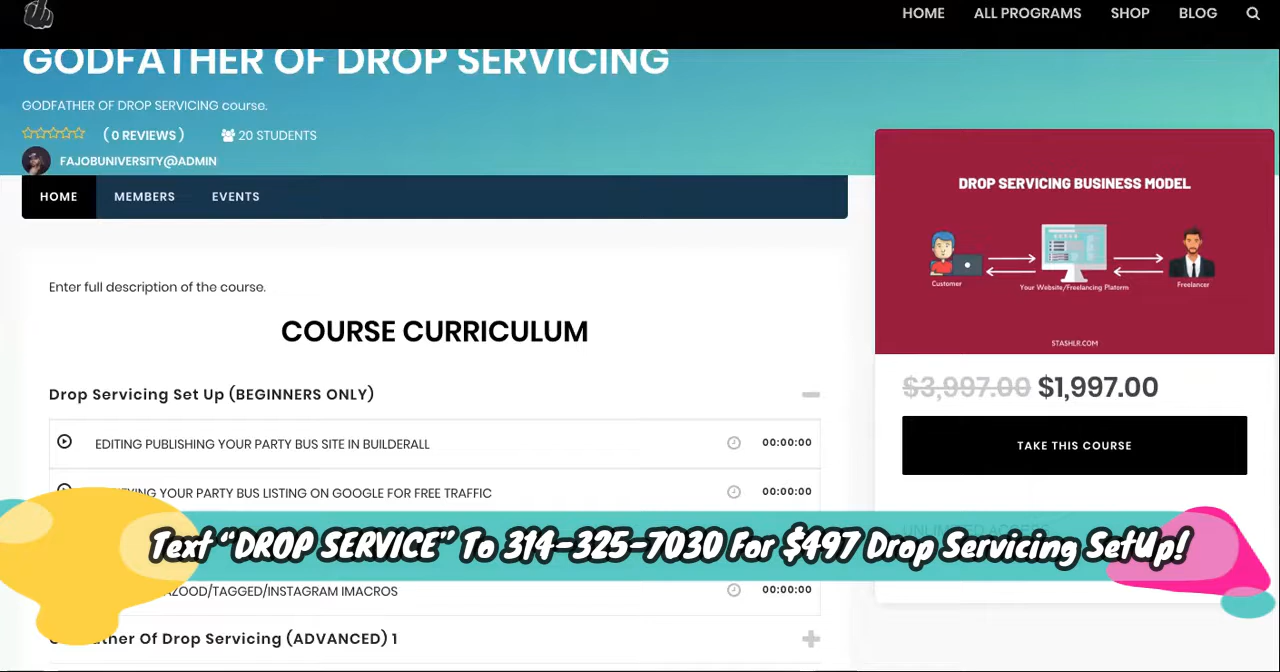 HOME ALL PROGRAMS SHOP BLOG
GODFATHER OF DROP SERVICING
GODFATHER OF DROP SERVICING course.
( 0 REVIEWS ) 20 STUDENTS
FAJOBUNIVERSITY@ADMIN
HOME MEMBERS EVENTS
Enter full description of the course.
COURSE CURRICULUM
Drop Servicing Set Up (BEGINNERS ONLY)
EDITING PUBLISHING YOUR PARTY BUS SITE IN BUILDERALL 00:00:00
YOUR PARTY BUS LISTING ON GOOGLE FOR FREE TRAFFIC 00:00:00
/TAGGED/INSTAGRAM IMACROS 00:00:00
Of Drop Servicing (ADVANCED) 1
DROP SERVICING BUSINESS MODEL
Customer
Your Website/Freelancing Platorm
Freelancer
STASHLR.COM
$3,997.00 $1,997.00
TAKE THIS COURSE
UNLIMITED ACCESS
Text “DROP SERVICE” To 314-325-7030 For $497 Drop Servicing SetUp!